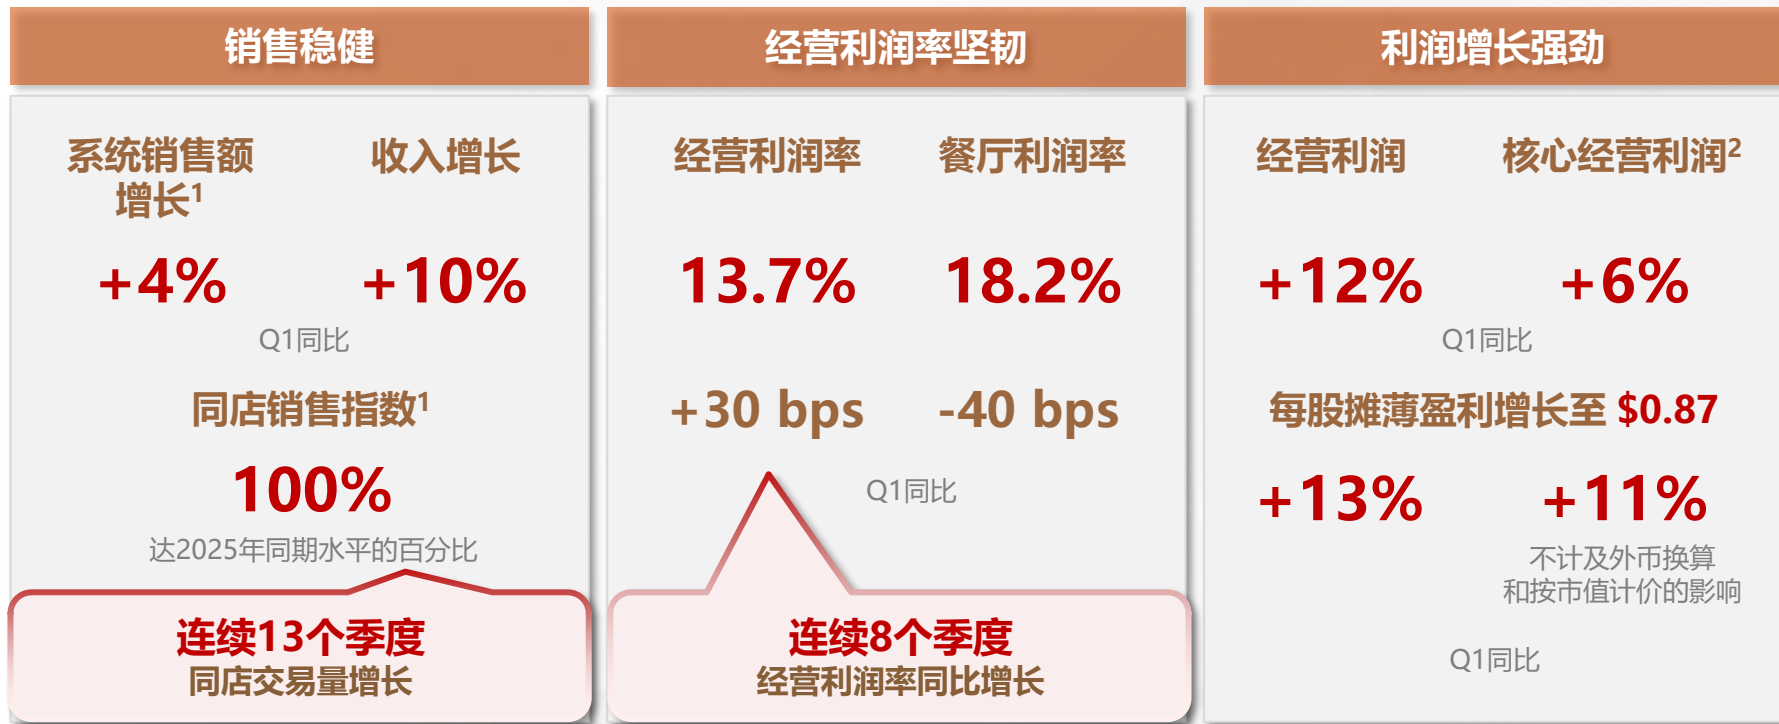 销售稳健
系统销售额
增长1
收入增长
+4%
+10%
Q1同比
同店销售指数1
100%
达2025年同期水平的百分比
连续13个季度
同店交易量增长
经营利润率坚韧
经营利润率
餐厅利润率
13.7%
18.2%
+30 bps
-40 bps
Q1同比
连续8个季度
经营利润率同比增长
利润增长强劲
经营利润
核心经营利润2
+12%
+6%
Q1同比
每股摊薄盈利增长至 $0.87
+13%
+11%
不计及外币换算
和按市值计价的影响
Q1同比